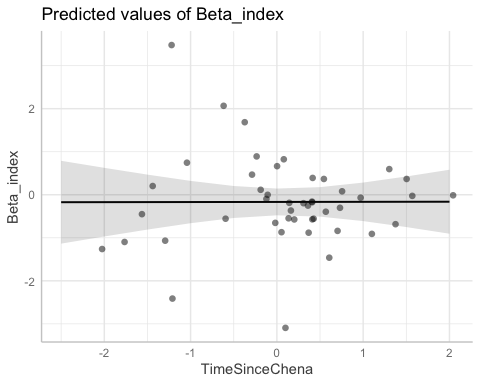 Predicted values of Beta_index
Beta_index
2
0
-2
-2
-1
0
1
2
TimeSinceChena